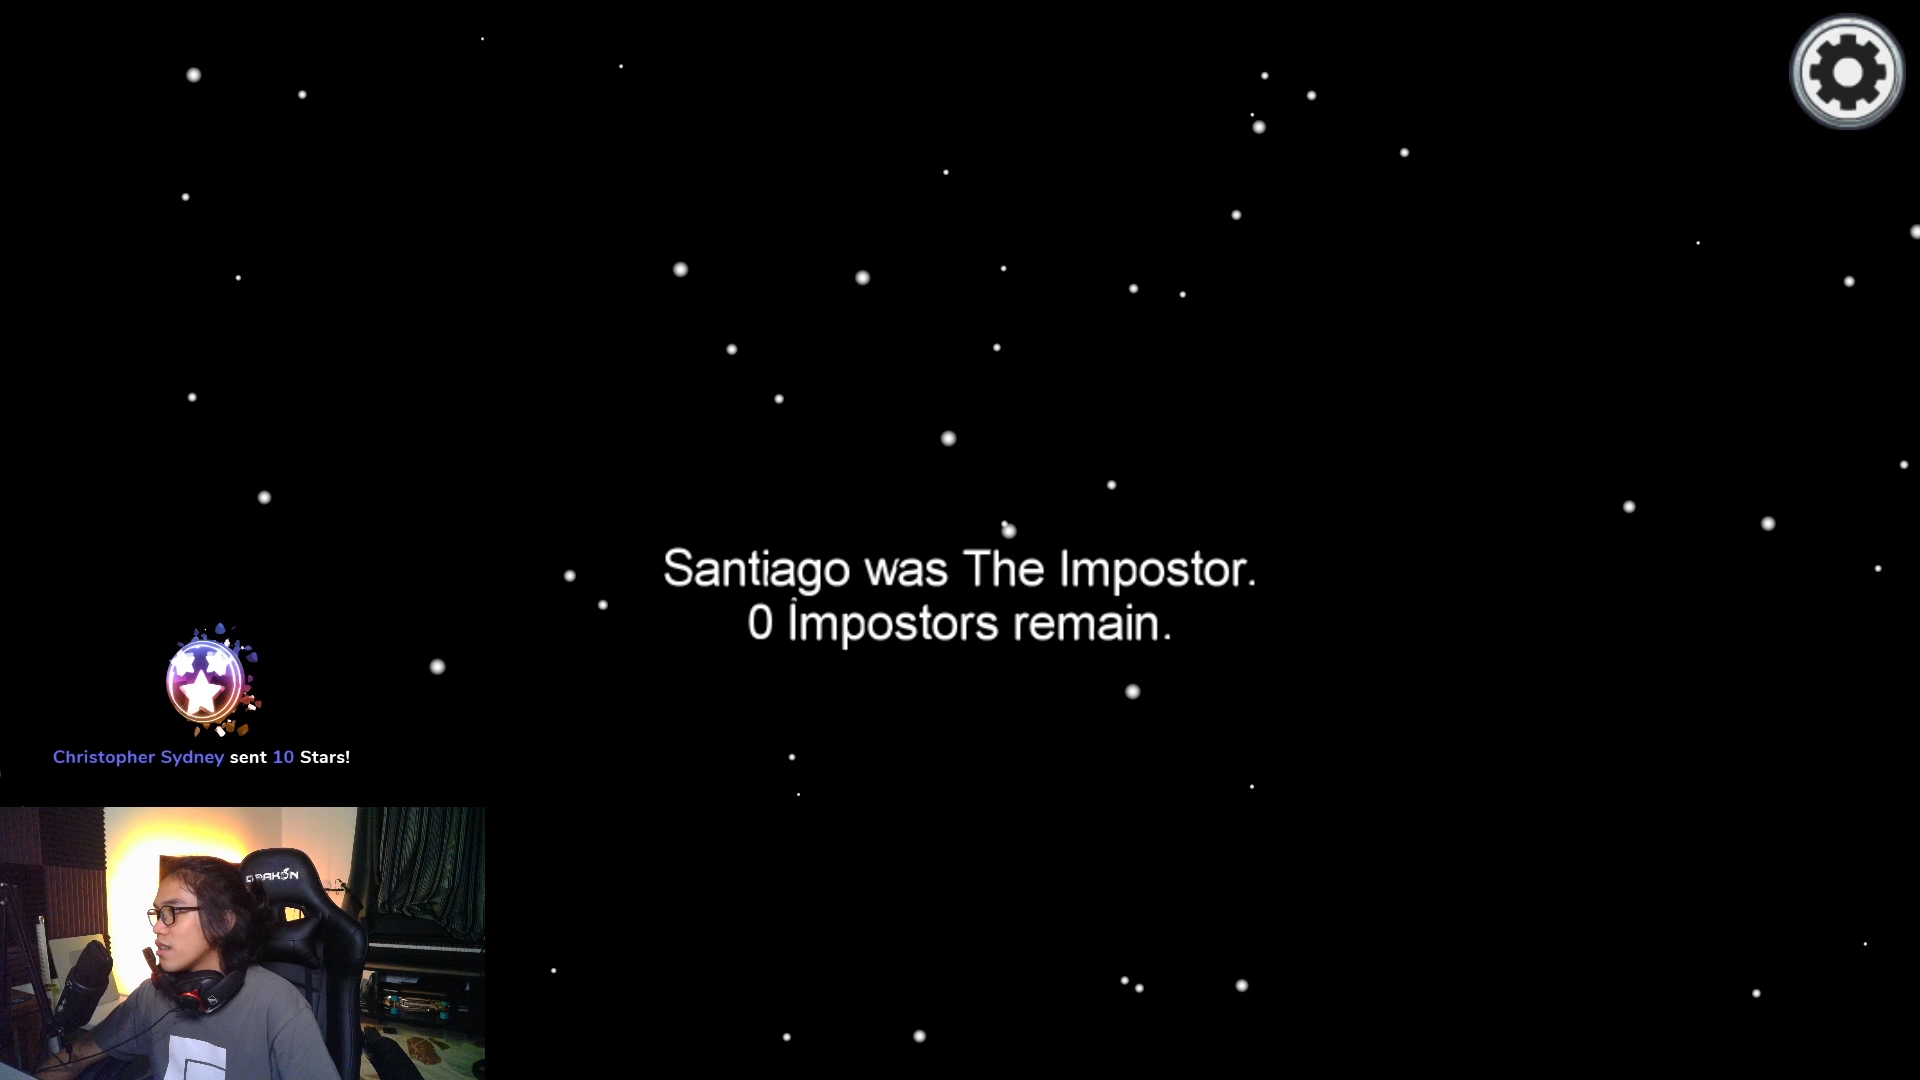 Santiago was The Impostor.
0 Impostors remain.
Christopher Sydney sent 10 Stars!